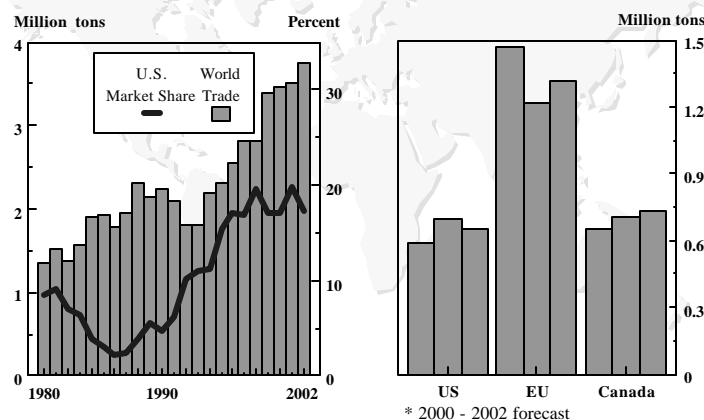 Million tons Percent
4
3
2
1
0
30
20
10
0
U.S. World
Market Share Trade
1980 1990 2002
Million tons
1.5
1.2
0.9
0.6
0.3
0
US EU Canada
* 2000 - 2002 forecast